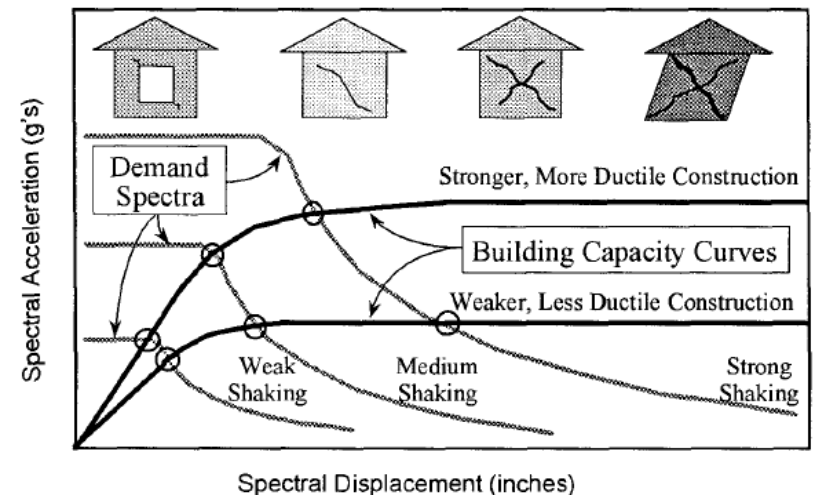 Spectral Acceleration (g's)
Demand
Spectra
Stronger, More Ductile Construction
Building Capacity Curves
Weaker, Less Ductile Construction
Weak
Shaking
Medium
Shaking
Strong
Shaking
Spectral Displacement (inches)